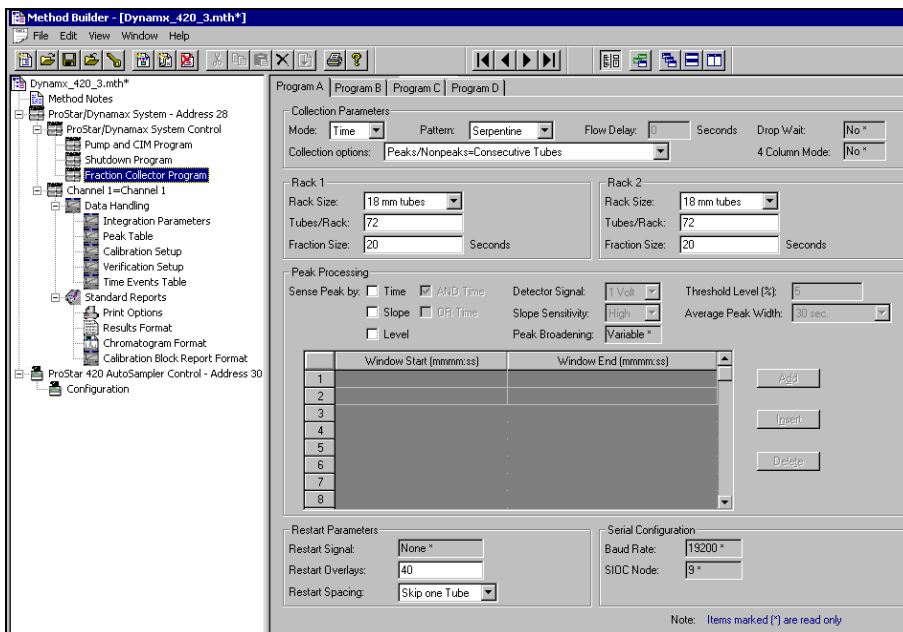 Method Builder - [Dynamx_420_3.mth*]
File Edit View Window Help
Dynamx_420_3.mth*
Method Notes
ProStar/Dynamax System - Address 28
ProStar/Dynamax System Control
Pump and CIM Program
Shutdown Program
Fraction Collector Program
Channel 1=Channel 1
Data Handling
Integration Parameters
Peak Table
Calibration Setup
Verification Setup
Time Events Table
Standard Reports
Print Options
Results Format
Chromatogram Format
Calibration Block Report Format
ProStar 420 AutoSampler Control - Address 30
Configuration
Program A Program B Program C Program D
Collection Parameters
Mode: Time Pattern: Serpentine Flow Delay: 0 Seconds Drop Wait: No *
Collection options: Peaks/Nonpeaks=Consecutive Tubes 4 Column Mode: No *
Rack 1
Rack Size: 18 mm tubes
Tubes/Rack: 72
Fraction Size: 20 Seconds
Rack 2
Rack Size: 18 mm tubes
Tubes/Rack: 72
Fraction Size: 20 Seconds
Peak Processing
Sense Peak by: Time AND Time Detector Signal: 1 Volt Threshold Level (%): 5
Slope OR Time Slope Sensitivity: High Average Peak Width: 30 sec.
Level Peak Broadening: Variable *
Window Start (mmmm:ss) Window End (mmmm:ss)
1
2
3
4
5
6
7
8
Add
Insert
Delete
Restart Parameters
Restart Signal: None *
Restart Overlays: 40
Restart Spacing: Skip one Tube
Serial Configuration
Baud Rate: 19200 *
SIOC Node: 9 *
Note: Items marked (*) are read only